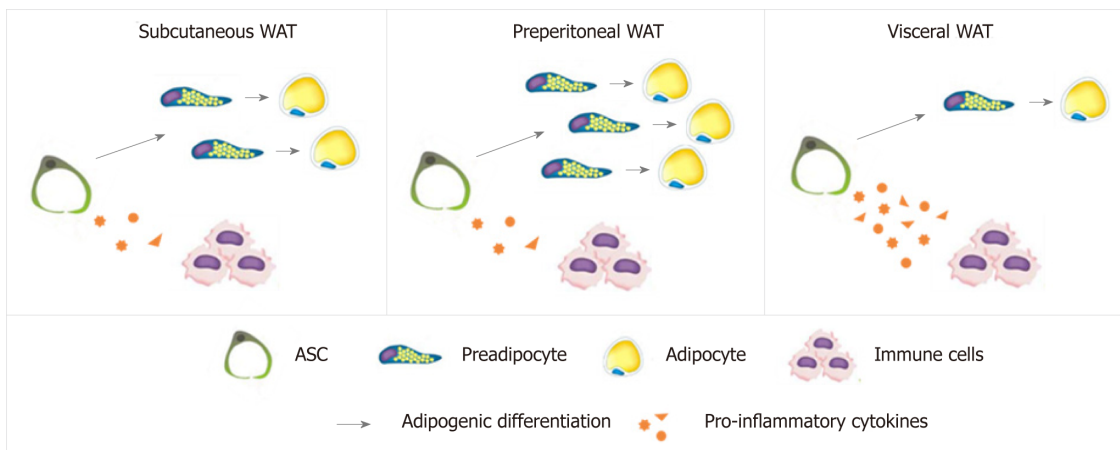 Subcutaneous WAT
Preperitoneal WAT
Visceral WAT
ASC
Preadipocyte
Adipocyte
Immune cells
Adipogenic differentiation
Pro-inflammatory cytokines